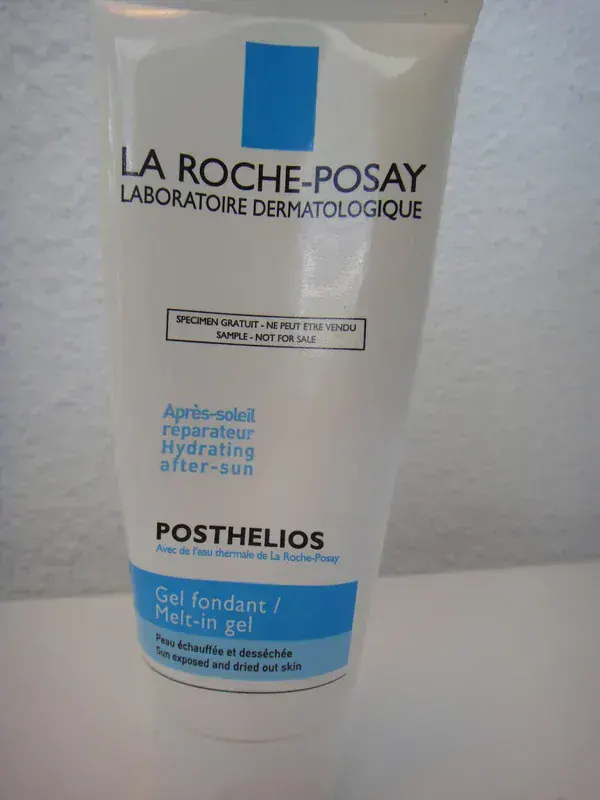 LA ROCHE-POSAY
LABORATOIRE DERMATOLOGIQUE
SPECIMEN GRATUIT - NE PEUT ETRE VENDU
SAMPLE - NOT FOR SALE
Après-soleil
réparateur
Hydrating
after-sun
POSTHELIOS
Avec de l'eau thermale de La Roche-Posay
Gel fondant /
Melt-in gel
Peau échauffée et desséchée
Sun exposed and dried out skin